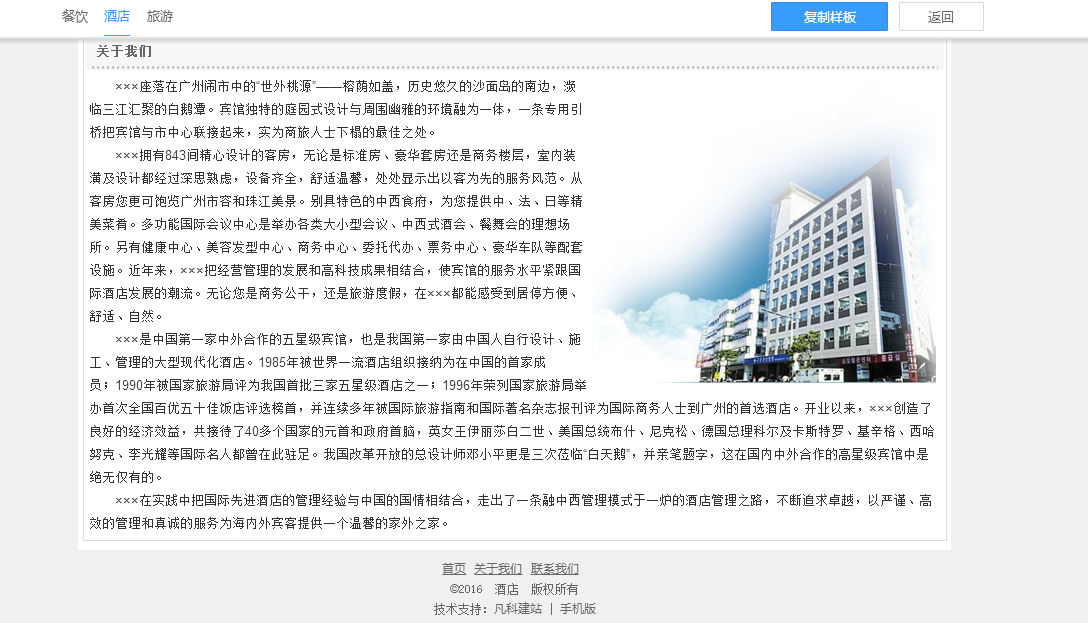 餐饮 酒店 旅游 复制样板 返回
关于我们
×××座落在广州闹市中的“世外桃源”——榕荫如盖，历史悠久的沙面岛的南边，濒
临三江汇聚的白鹅潭。宾馆独特的庭园式设计与周围幽雅的环境融为一体，一条专用引
桥把宾馆与市中心联接起来，实为商旅人士下榻的最佳之处。
×××拥有843间精心设计的客房，无论是标准房、豪华套房还是商务楼层，室内装
潢及设计都经过深思熟虑，设备齐全，舒适温馨，处处显示出以客为先的服务风范。从
客房您更可饱览广州市容和珠江美景。别具特色的中西食府，为您提供中、法、日等精
美菜肴。多功能国际会议中心是举办各类大小型会议、中西式酒会、餐舞会的理想场
所。另有健康中心、美容发型中心、商务中心、委托代办、票务中心、豪华车队等配套
设施。近年来，×××把经营管理的发展和高科技成果相结合，使宾馆的服务水平紧跟国
际酒店发展的潮流。无论您是商务公干，还是旅游度假，在×××都能感受到居停方便、
舒适、自然。
×××是中国第一家中外合作的五星级宾馆，也是我国第一家由中国人自行设计、施
工、管理的大型现代化酒店。1985年被世界一流酒店组织接纳为在中国的首家成
员；1990年被国家旅游局评为我国首批三家五星级酒店之一；1996年荣列国家旅游局举
办首次全国百优五十佳饭店评选榜首，并连续多年被国际旅游指南和国际著名杂志报刊评为国际商务人士到广州的首选酒店。开业以来，×××创造了
良好的经济效益，共接待了40多个国家的元首和政府首脑，英女王伊丽莎白二世、美国总统布什、尼克松、德国总理科尔及卡斯特罗、基辛格、西哈
努克、李光耀等国际名人都曾在此驻足。我国改革开放的总设计师邓小平更是三次莅临“白天鹅”，并亲笔题字，这在国内中外合作的高星级宾馆中是
绝无仅有的。
×××在实践中把国际先进酒店的管理经验与中国的国情相结合，走出了一条融中西管理模式于一炉的酒店管理之路，不断追求卓越，以严谨、高
效的管理和真诚的服务为海内外宾客提供一个温馨的家外之家。
首页 关于我们 联系我们
©2016 酒店 版权所有
技术支持：凡科建站 | 手机版